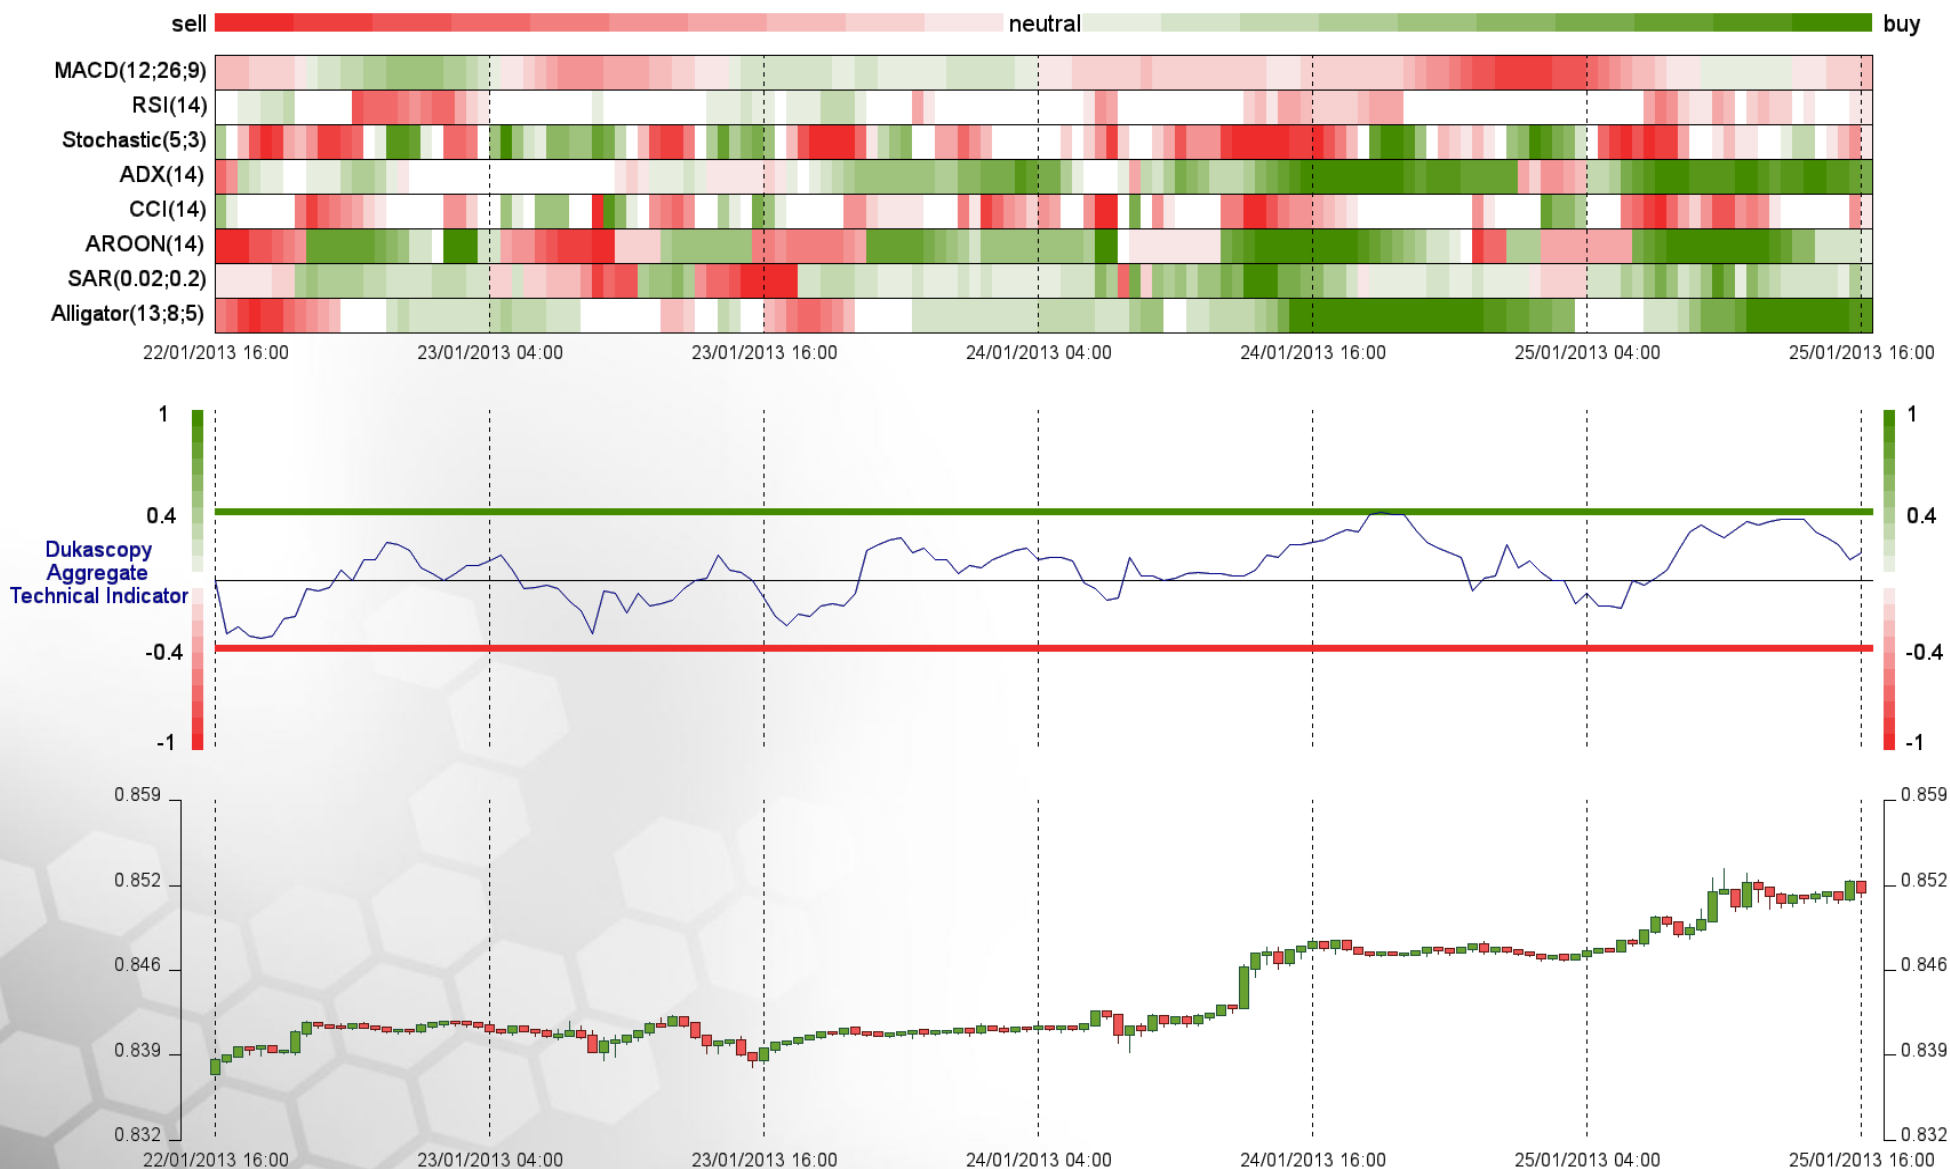 sell neutral buy
MACD(12;26;9)
RSI(14)
Stochastic(5;3)
ADX(14)
CCI(14)
AROON(14)
SAR(0.02;0.2)
Alligator(13;8;5)
22/01/2013 16:00 23/01/2013 04:00 23/01/2013 16:00 24/01/2013 04:00 24/01/2013 16:00 25/01/2013 04:00 25/01/2013 16:00
1 1
0.4 0.4
Dukascopy
Aggregate
Technical Indicator
-0.4 -0.4
-1 -1
0.859 0.859
0.852 0.852
0.846 0.846
0.839 0.839
0.832 0.832
22/01/2013 16:00 23/01/2013 04:00 23/01/2013 16:00 24/01/2013 04:00 24/01/2013 16:00 25/01/2013 04:00 25/01/2013 16:00